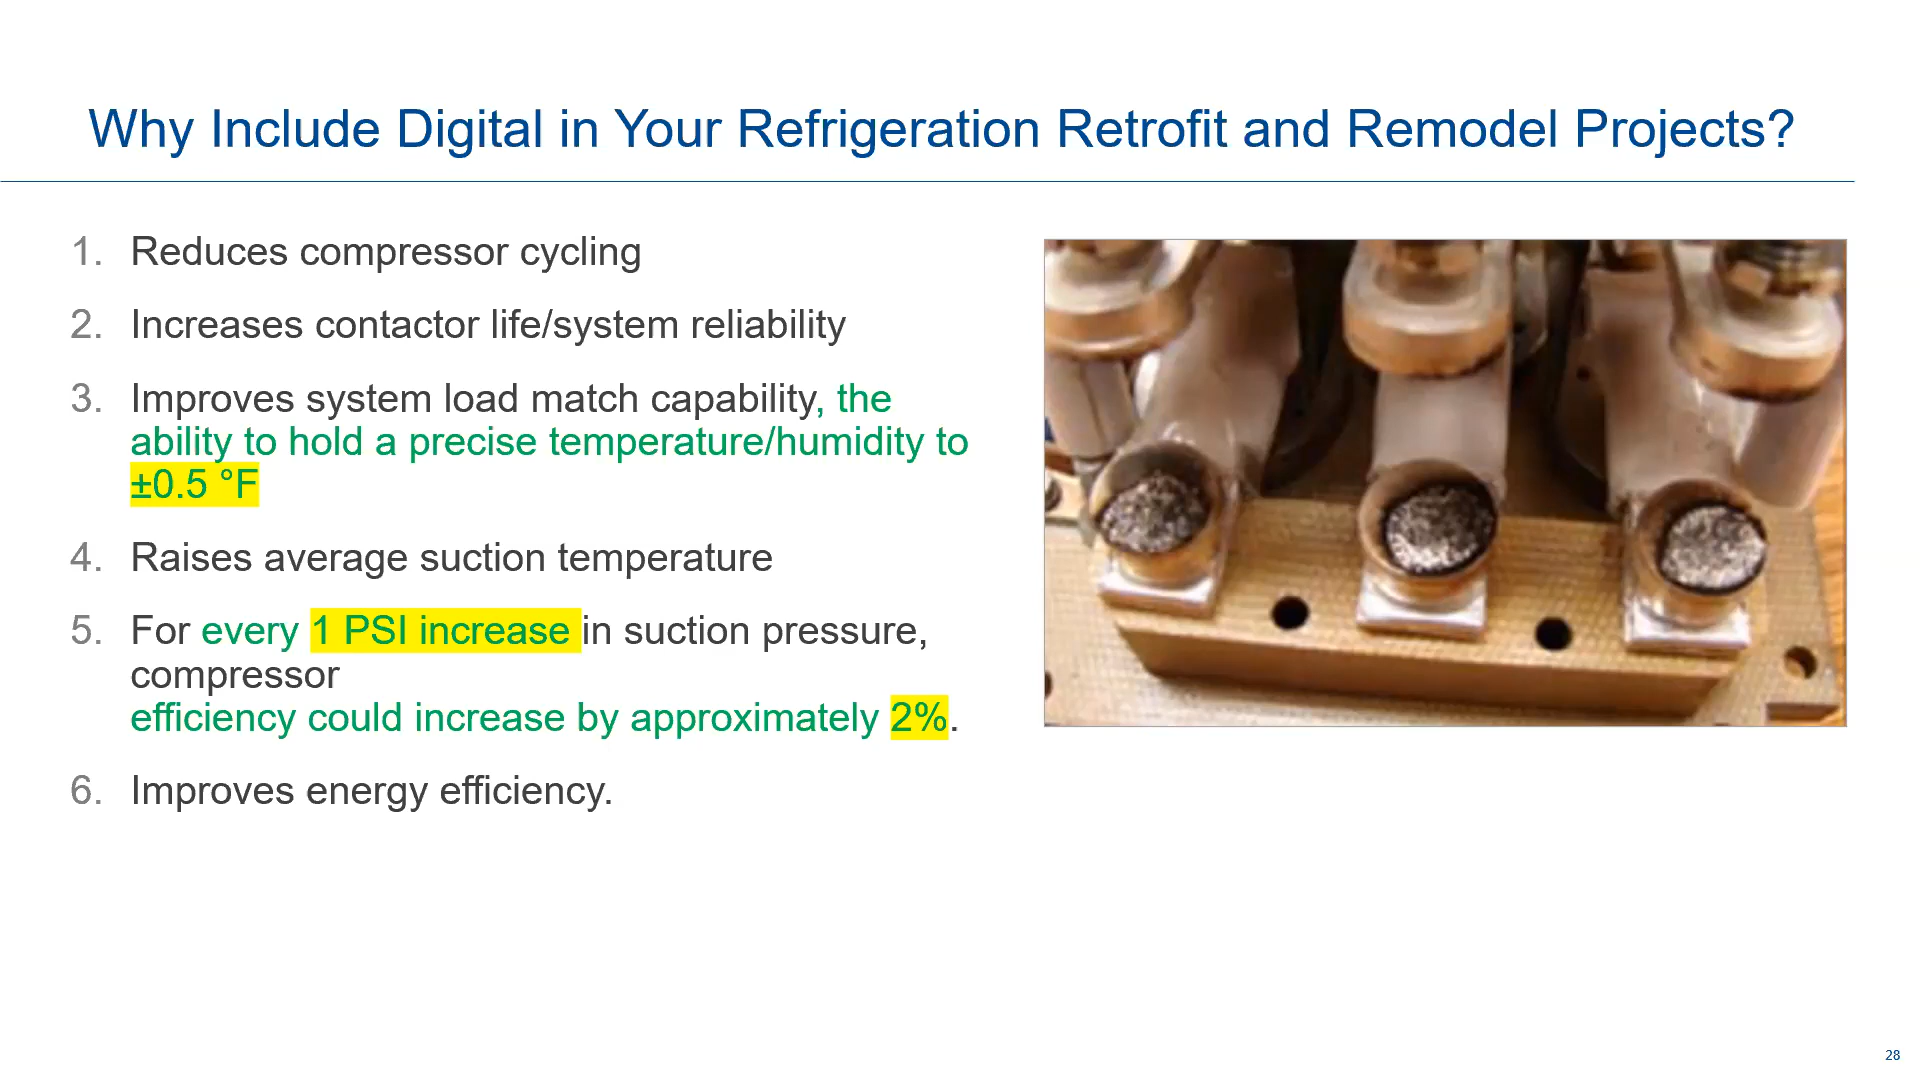 Why Include Digital in Your Refrigeration Retrofit and Remodel Projects?
1. Reduces compressor cycling
2. Increases contactor life/system reliability
3. Improves system load match capability, the
ability to hold a precise temperature/humidity to
±0.5 °F
4. Raises average suction temperature
5. For every 1 PSI increase in suction pressure,
compressor
efficiency could increase by approximately 2%.
6. Improves energy efficiency.
28